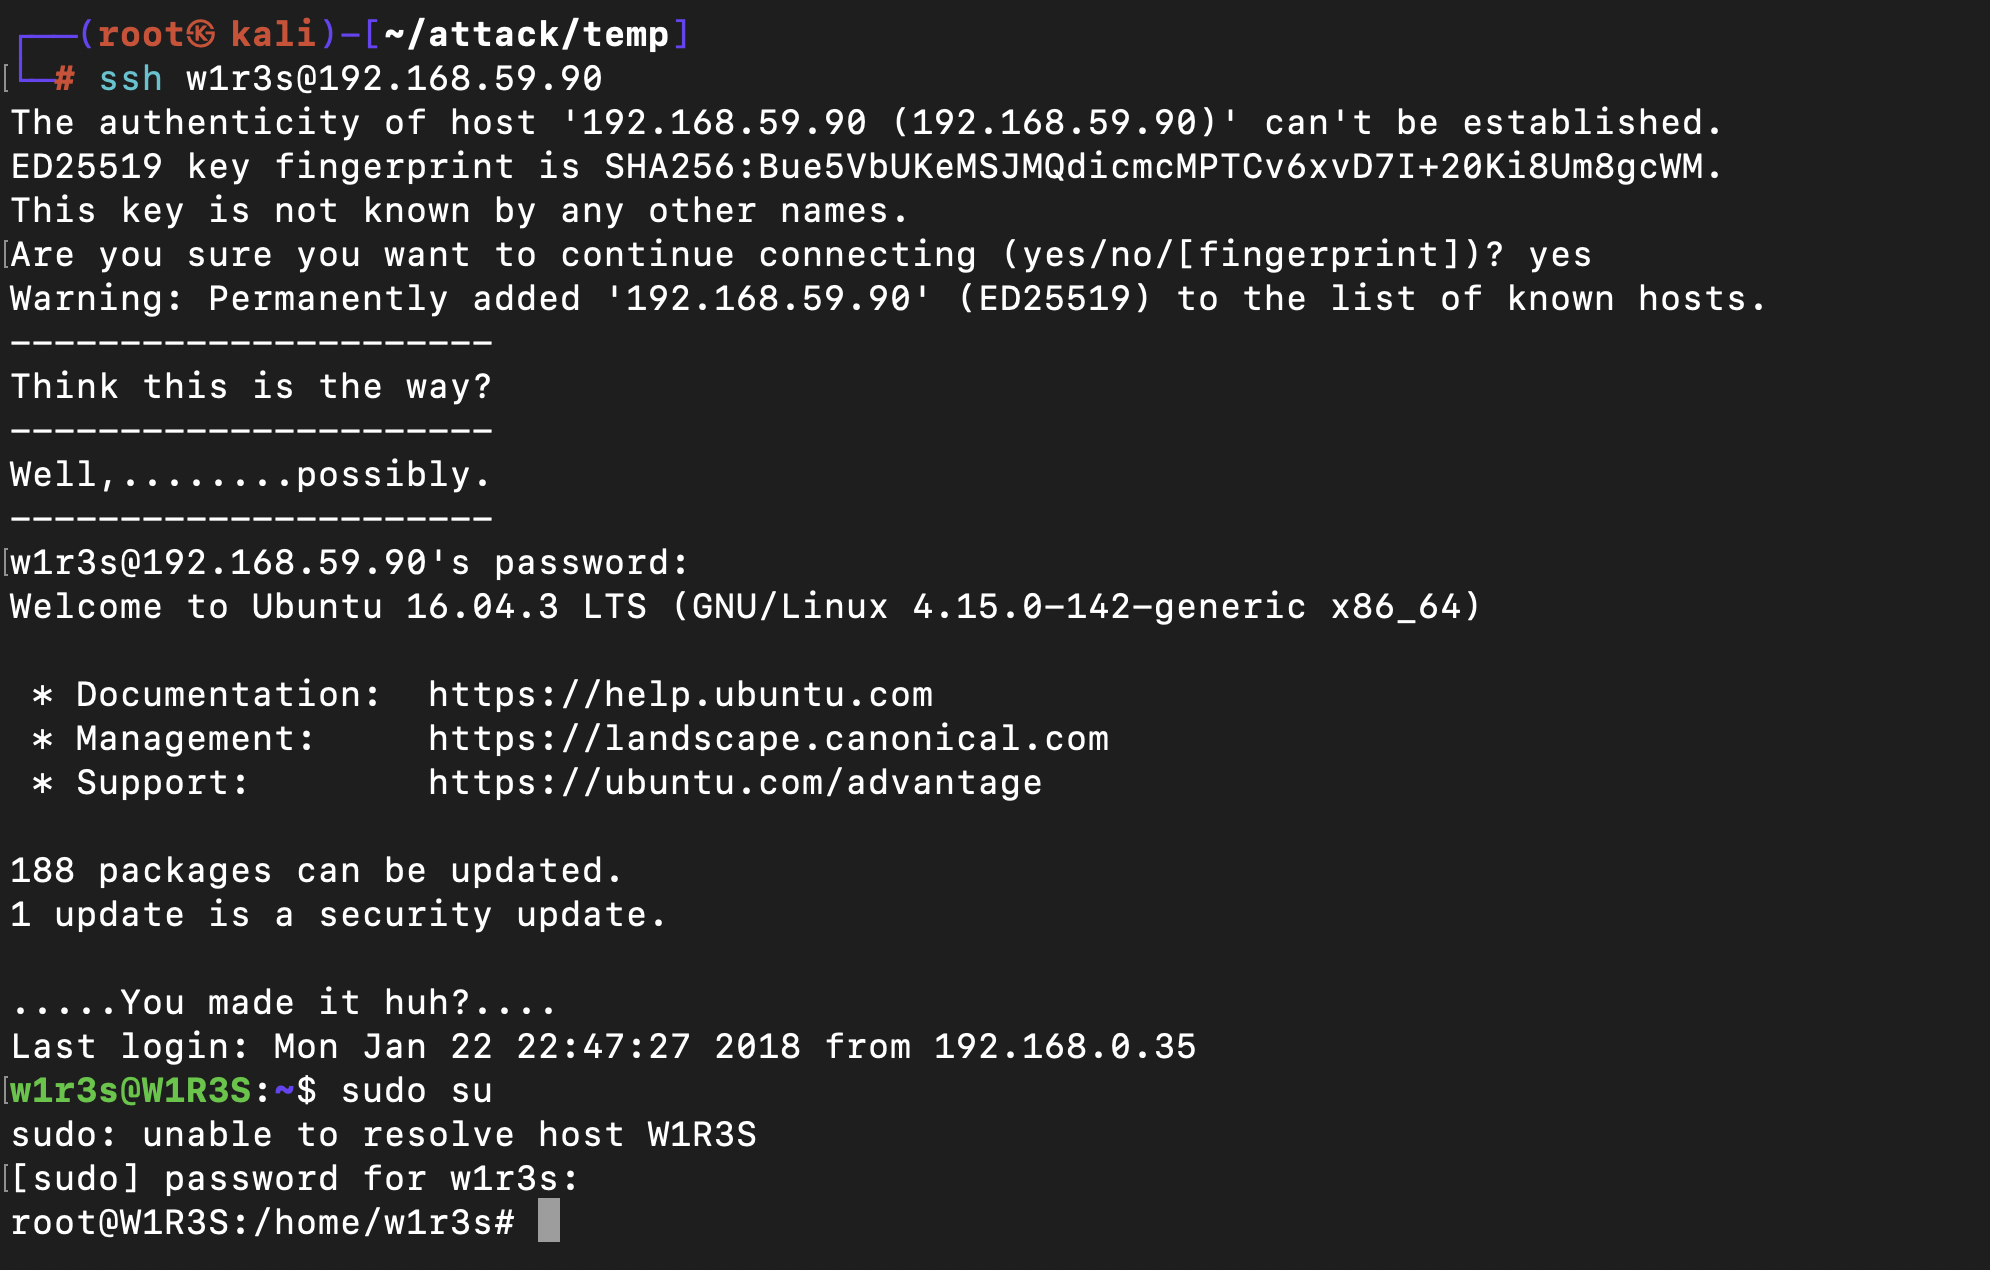 ┌──(root㉿kali)-[~/attack/temp]
└─# ssh w1r3s@192.168.59.90
The authenticity of host '192.168.59.90 (192.168.59.90)' can't be established.
ED25519 key fingerprint is SHA256:Bue5VbUKeMSJMQdicmcMPTCv6xvD7I+20Ki8Um8gcWM.
This key is not known by any other names.
Are you sure you want to continue connecting (yes/no/[fingerprint])? yes
Warning: Permanently added '192.168.59.90' (ED25519) to the list of known hosts.
----------------------
Think this is the way?
----------------------
Well,........possibly.
----------------------
w1r3s@192.168.59.90's password:
Welcome to Ubuntu 16.04.3 LTS (GNU/Linux 4.15.0-142-generic x86_64)

 * Documentation:  https://help.ubuntu.com
 * Management:     https://landscape.canonical.com
 * Support:        https://ubuntu.com/advantage

188 packages can be updated.
1 update is a security update.

.....You made it huh?....
Last login: Mon Jan 22 22:47:27 2018 from 192.168.0.35
w1r3s@W1R3S:~$ sudo su
sudo: unable to resolve host W1R3S
[sudo] password for w1r3s:
root@W1R3S:/home/w1r3s#